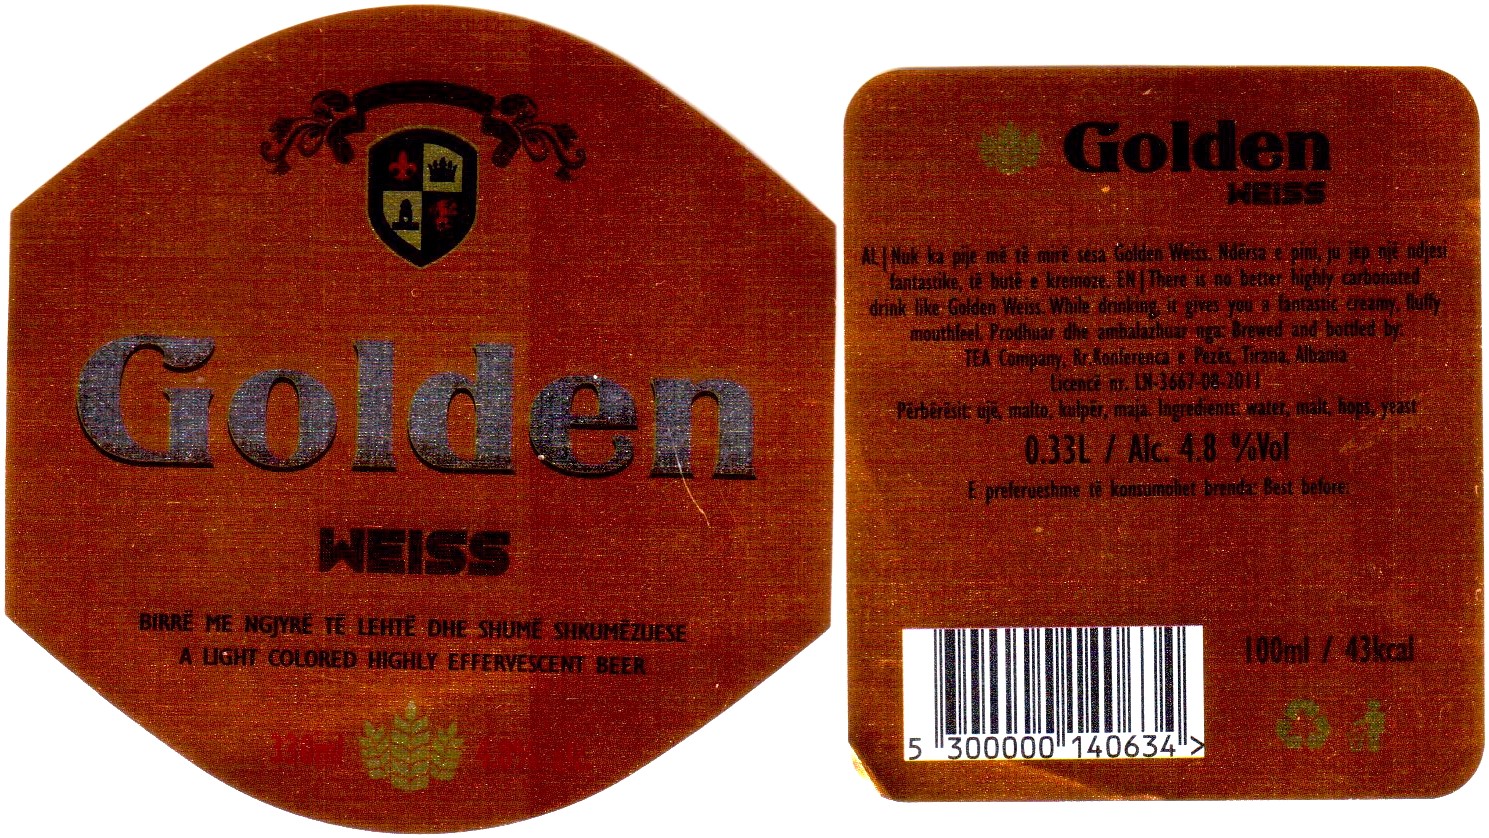 Golden
WEISS
BIRRË ME NGJYRË TË LEHTË DHE SHUMË SHKUMËZUESE
A LIGHT COLORED HIGHLY EFFERVESCENT BEER
Golden
WEISS
AL|Nuk ka pije më të mirë sesa Golden Weiss. Ndërsa e pini, ju jep një ndjesi
fantastike, të butë e kremoze. EN|There is no better highly carbonated
drink like Golden Weiss. While drinking, it gives you a fantastic creamy, fluffy
mouthfeel. Prodhuar dhe ambalazhuar nga: Brewed and bottled by:
TEA Company, Rr.Konferenca e Pezës, Tirana, Albania
Licencë nr. LN-3667-08-2011
Përbërësit: ujë, malto, kulpër, maja. Ingredients: water, malt, hops, yeast
0.33L / Alc. 4.8 %Vol
E preferueshme të konsumohet brenda: Best before:
100ml / 43kcal
5 300000 140634 >